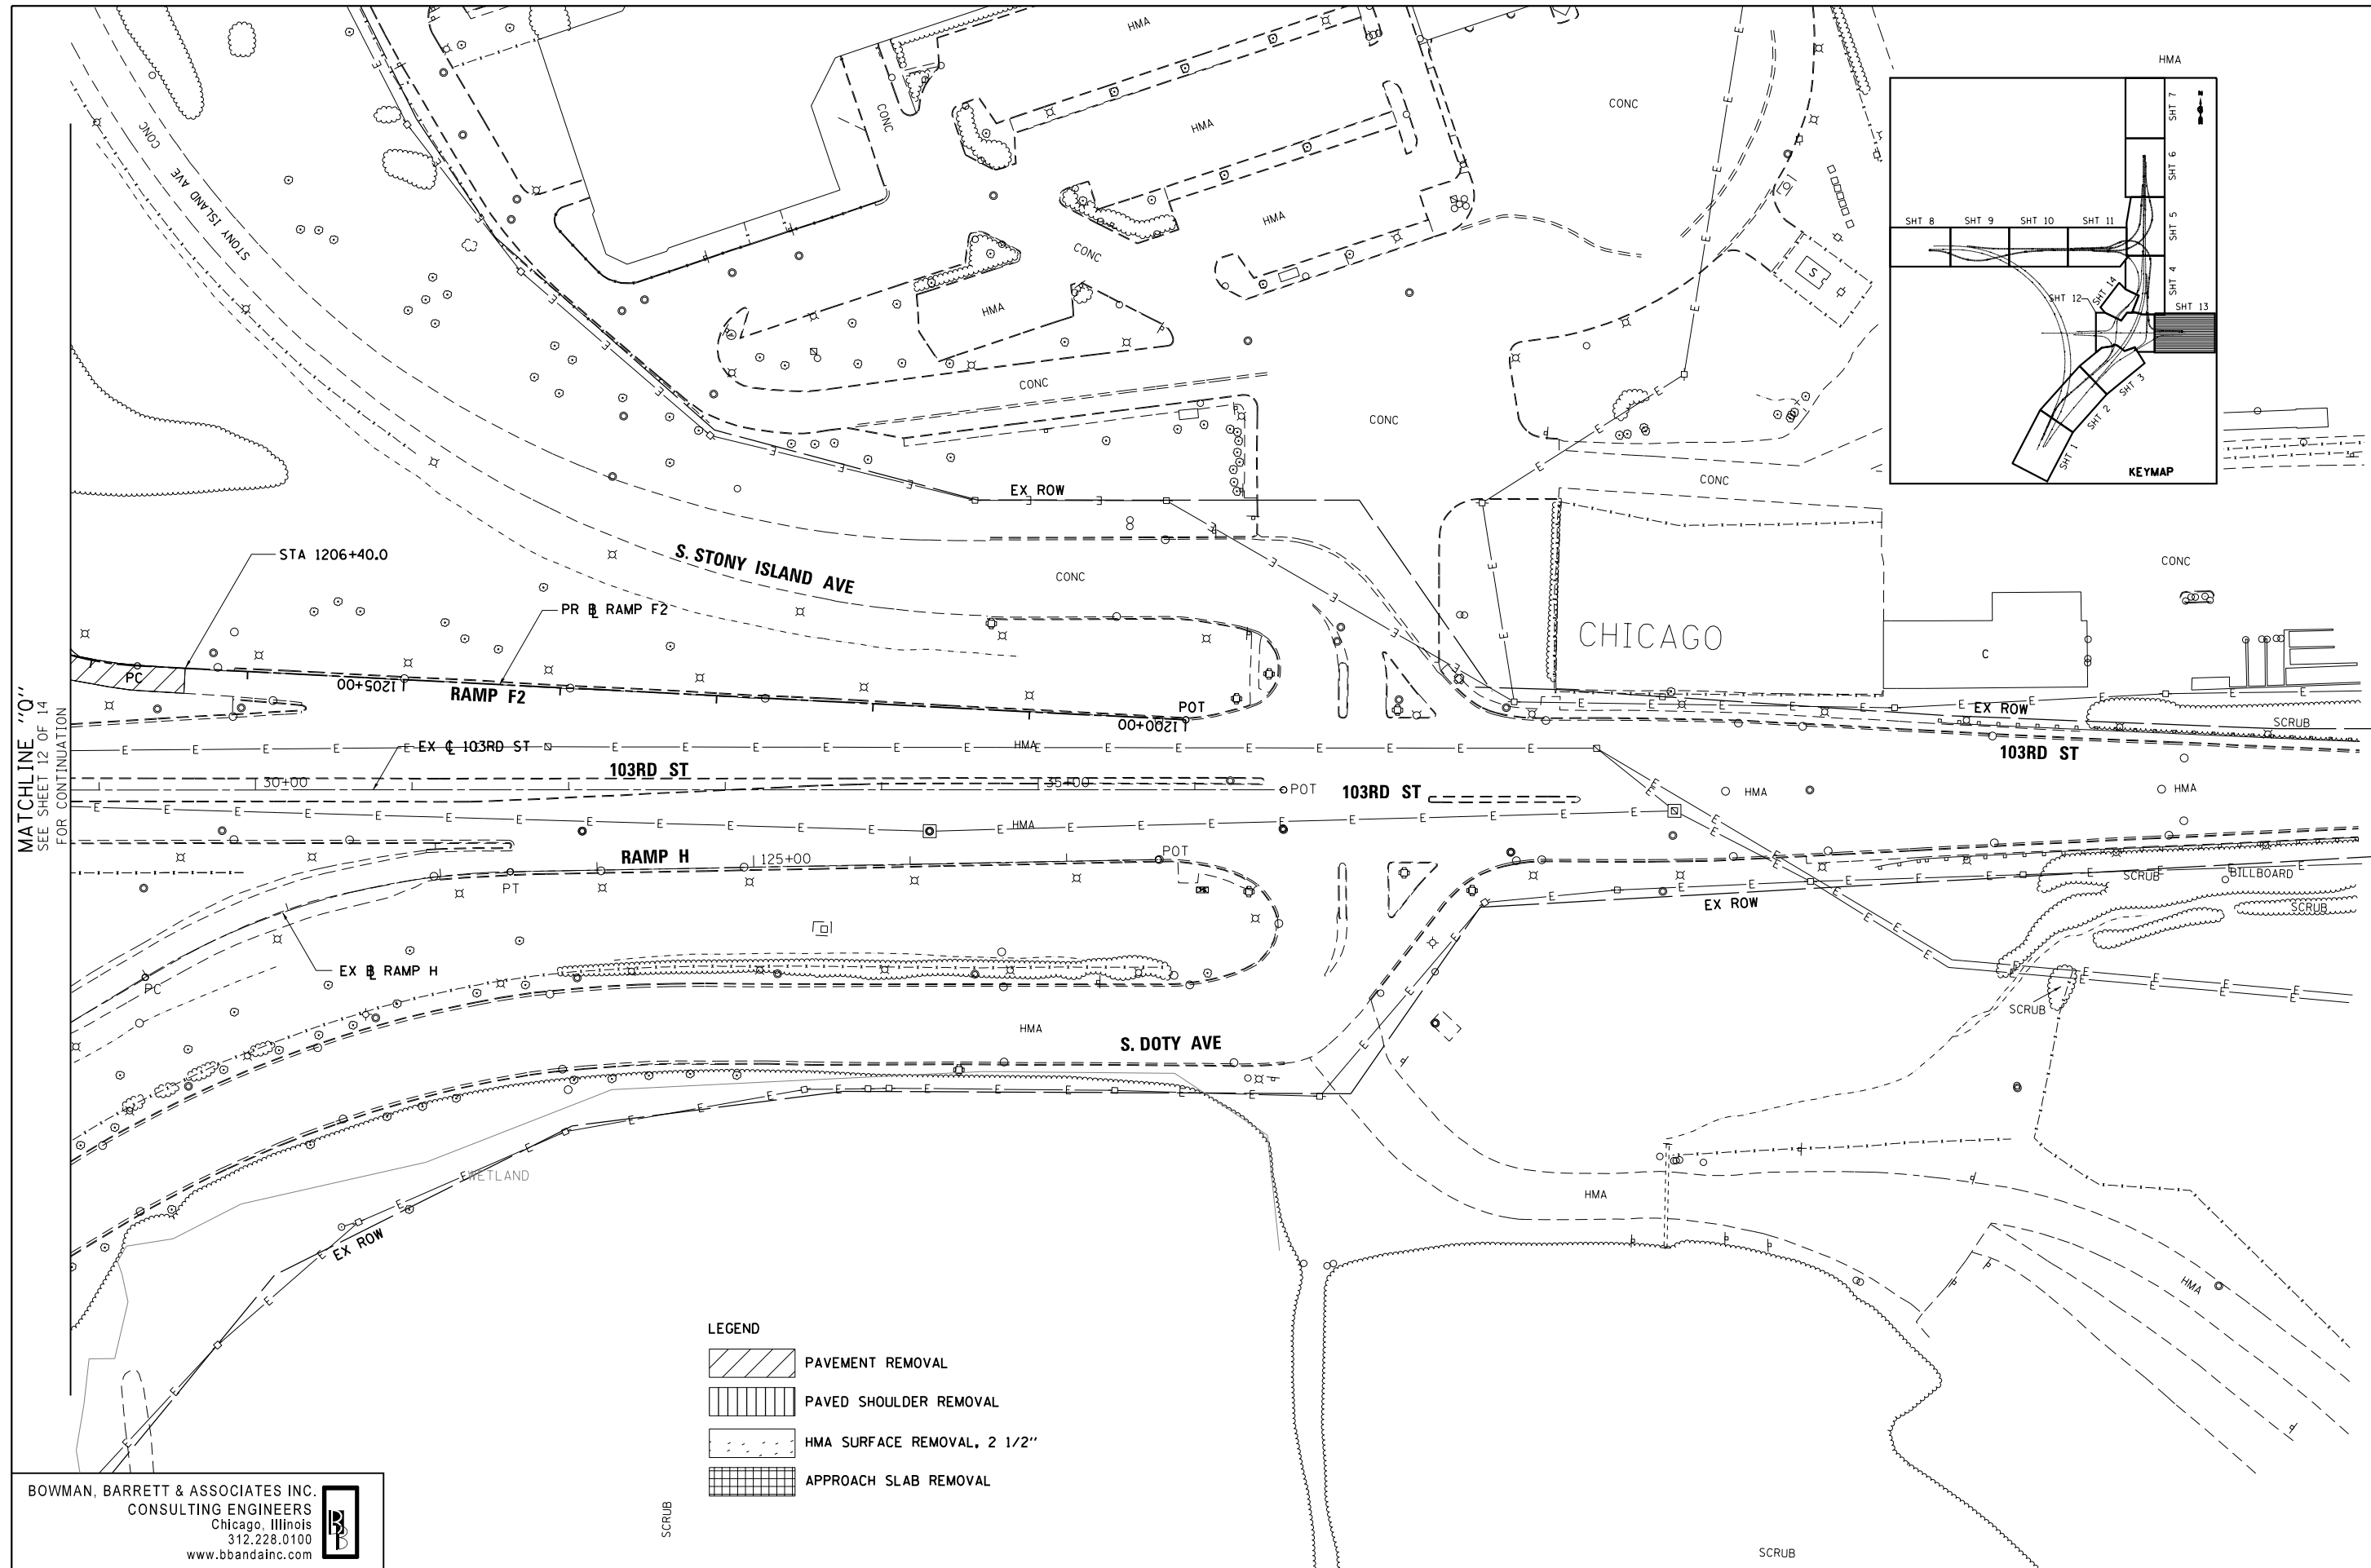 HMA
HMA
CONC
CONC
STONY ISLAND AVE
CONC
HMA
CONC
HMA
CONC
HMA
CONC
CONC
S
SHT 7
N
SHT 6
SHT 5
SHT 4
SHT 8
SHT 9
SHT 10
SHT 11
SHT 12
SHT 14
SHT 13
SHT 3
SHT 2
SHT 1
KEYMAP
CONC
EX ROW
STA 1206+40.0
S. STONY ISLAND AVE
CONC
CONC
PR BL RAMP F2
CHICAGO
C
PC
1205+00
RAMP F2
POT
1200+00
EX ROW
SCRUB
MATCHLINE "Q"
SEE SHEET 12 OF 14
FOR CONTINUATION
EX CL 103RD ST
HMA
103RD ST
103RD ST
30+00
35+00
POT
103RD ST
HMA
HMA
HMA
RAMP H
125+00
POT
PT
SCRUB
BILLBOARD
SCRUB
EX ROW
EX BL RAMP H
PC
SCRUB
HMA
S. DOTY AVE
WETLAND
HMA
EX ROW
HMA
LEGEND
PAVEMENT REMOVAL
PAVED SHOULDER REMOVAL
HMA SURFACE REMOVAL, 2 1/2"
APPROACH SLAB REMOVAL
SCRUB
SCRUB
BOWMAN, BARRETT & ASSOCIATES INC.
CONSULTING ENGINEERS
Chicago, Illinois
312.228.0100
www.bbandainc.com